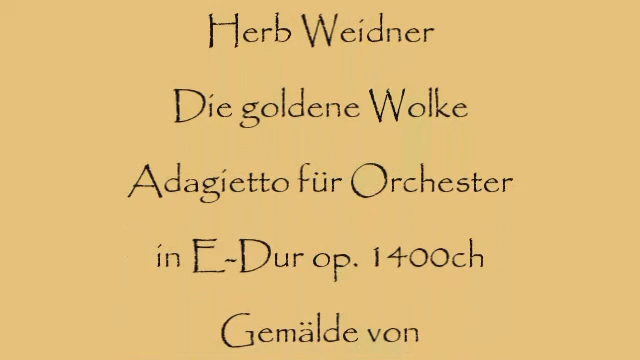 Herb Weidner
Die goldene Wolke
Adagietto für Orchester
in E-Dur op. 1400ch
Gemälde von